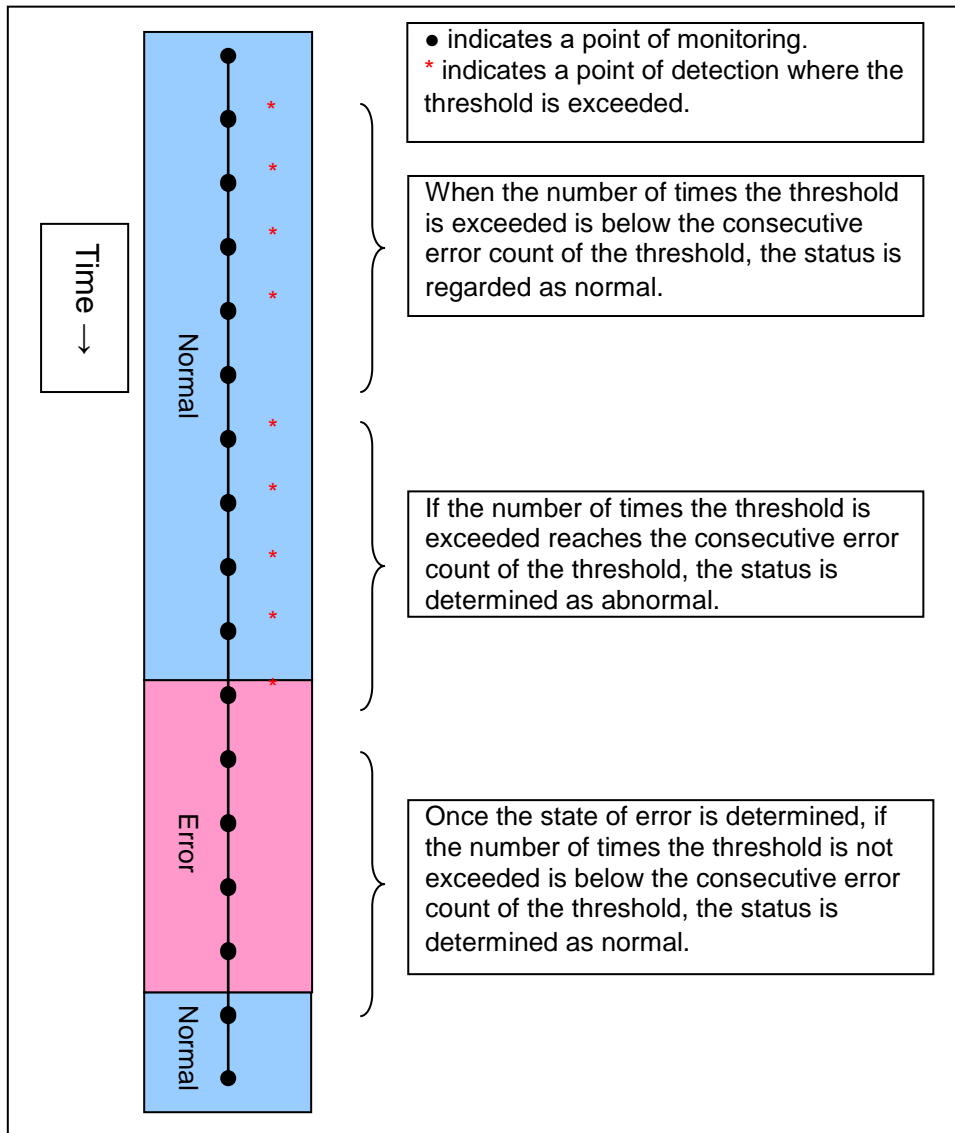 ● indicates a point of monitoring.
* indicates a point of detection where the
threshold is exceeded.
*
*
When the number of times the threshold
is exceeded is below the consecutive
error count of the threshold, the status is
regarded as normal.
*
*
Time →
Normal
*
*
If the number of times the threshold is
exceeded reaches the consecutive error
count of the threshold, the status is
determined as abnormal.
*
*
*
Error
Once the state of error is determined, if
the number of times the threshold is not
exceeded is below the consecutive error
count of the threshold, the status is
determined as normal.
Normal